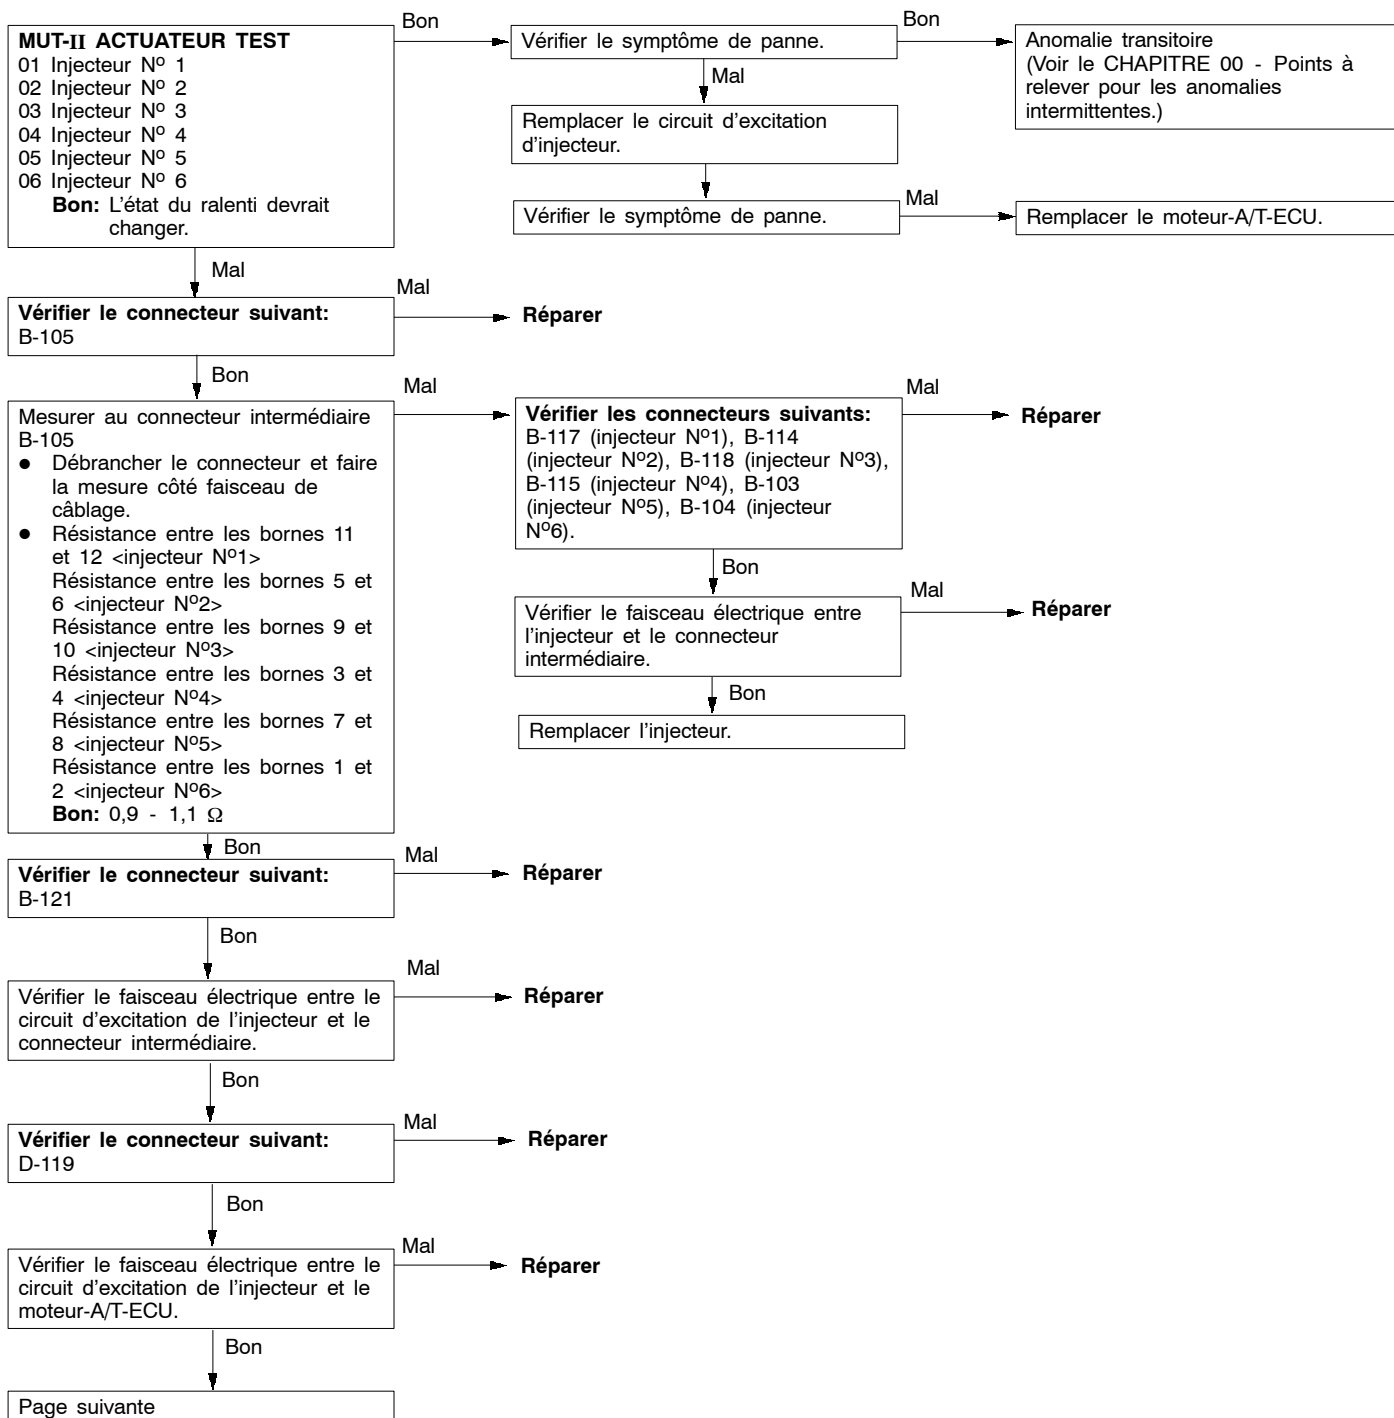 MUT-II ACTUATEUR TEST
01 Injecteur Nº 1
02 Injecteur Nº 2
03 Injecteur Nº 3
04 Injecteur Nº 4
05 Injecteur Nº 5
06 Injecteur Nº 6
Bon: L'état du ralenti devrait
changer.
Bon
Vérifier le symptôme de panne.
Bon
Anomalie transitoire
(Voir le CHAPITRE 00 - Points à
relever pour les anomalies
intermittentes.)
Mal
Remplacer le circuit d'excitation
d'injecteur.
Vérifier le symptôme de panne.
Mal
Remplacer le moteur-A/T-ECU.
Mal
Vérifier le connecteur suivant:
B-105
Mal
Réparer
Bon
Mesurer au connecteur intermédiaire
B-105
● Débrancher le connecteur et faire
la mesure côté faisceau de
câblage.
● Résistance entre les bornes 11
et 12 <injecteur Nº1>
Résistance entre les bornes 5 et
6 <injecteur Nº2>
Résistance entre les bornes 9 et
10 <injecteur Nº3>
Résistance entre les bornes 3 et
4 <injecteur Nº4>
Résistance entre les bornes 7 et
8 <injecteur Nº5>
Résistance entre les bornes 1 et
2 <injecteur Nº6>
Bon: 0,9 - 1,1 Ω
Mal
Vérifier les connecteurs suivants:
B-117 (injecteur Nº1), B-114
(injecteur Nº2), B-118 (injecteur Nº3),
B-115 (injecteur Nº4), B-103
(injecteur Nº5), B-104 (injecteur
Nº6).
Mal
Réparer
Bon
Vérifier le faisceau électrique entre
l'injecteur et le connecteur
intermédiaire.
Mal
Réparer
Bon
Remplacer l'injecteur.
Bon
Vérifier le connecteur suivant:
B-121
Mal
Réparer
Bon
Vérifier le faisceau électrique entre le
circuit d'excitation de l'injecteur et le
connecteur intermédiaire.
Mal
Réparer
Bon
Vérifier le connecteur suivant:
D-119
Mal
Réparer
Bon
Vérifier le faisceau électrique entre le
circuit d'excitation de l'injecteur et le
moteur-A/T-ECU.
Mal
Réparer
Bon
Page suivante